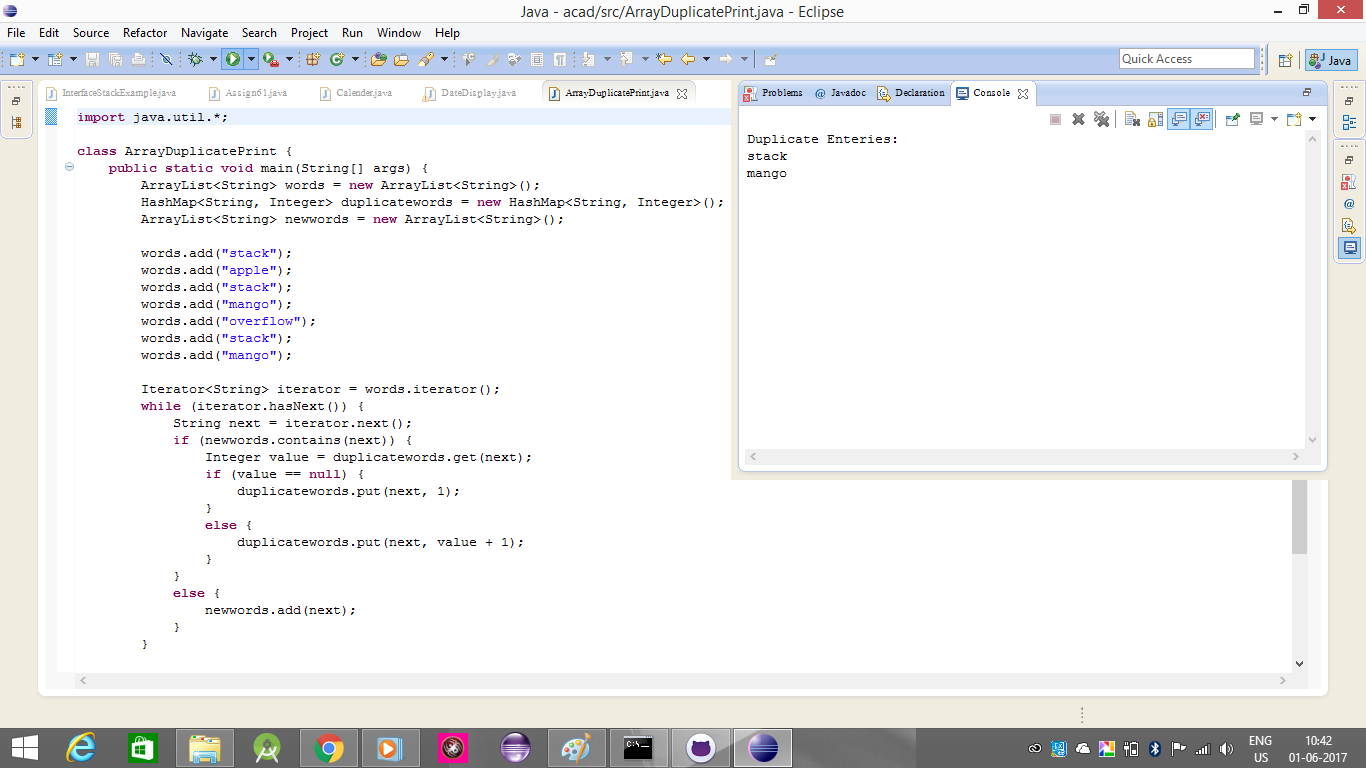 Java - acad/src/ArrayDuplicatePrint.java - Eclipse
File Edit Source Refactor Navigate Search Project Run Window Help
Quick Access
Java
InterfaceStackExample.java Assign61.java Calender.java DateDisplay.java ArrayDuplicatePrint.java
import java.util.*;
class ArrayDuplicatePrint {
public static void main(String[] args) {
ArrayList<String> words = new ArrayList<String>();
HashMap<String, Integer> duplicatewords = new HashMap<String, Integer>();
ArrayList<String> newwords = new ArrayList<String>();
words.add("stack");
words.add("apple");
words.add("stack");
words.add("mango");
words.add("overflow");
words.add("stack");
words.add("mango");
Iterator<String> iterator = words.iterator();
while (iterator.hasNext()) {
String next = iterator.next();
if (newwords.contains(next)) {
Integer value = duplicatewords.get(next);
if (value == null) {
duplicatewords.put(next, 1);
}
else {
duplicatewords.put(next, value + 1);
}
}
else {
newwords.add(next);
}
}
Problems @ Javadoc Declaration Console
Duplicate Enteries:
stack
mango
C:\_
ENG
US
10:42
01-06-2017